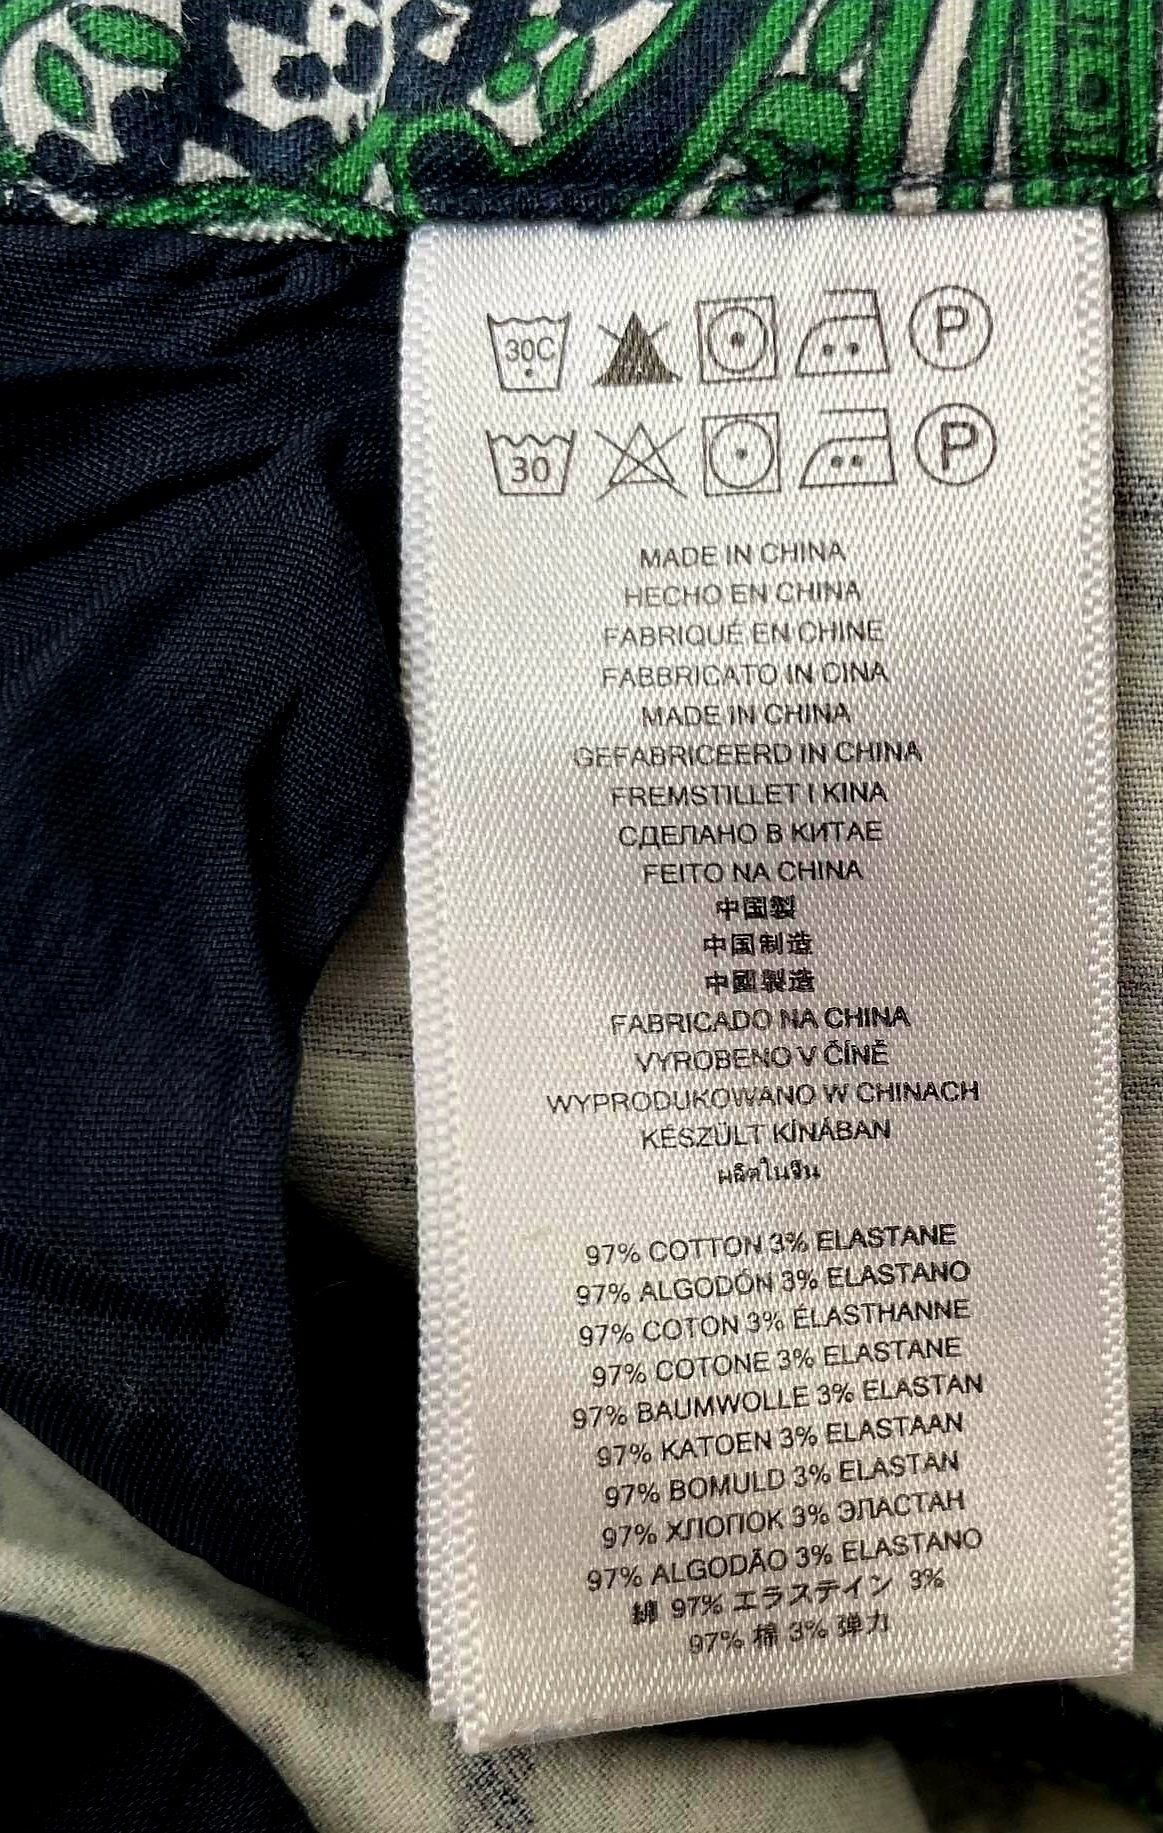 30C P
30 P
MADE IN CHINA
HECHO EN CHINA
FABRIQUÉ EN CHINE
FABBRICATO IN CINA
MADE IN CHINA
GEFABRICEERD IN CHINA
FREMSTILLET I KINA
СДЕЛАНО В КИТАЕ
FEITO NA CHINA
中国製
中国制造
中國製造
FABRICADO NA CHINA
VYROBENO V ČÍNĚ
WYPRODUKOWANO W CHINACH
KÉSZÜLT KÍNÁBAN
ผลิตในจีน
97% COTTON 3% ELASTANE
97% ALGODÓN 3% ELASTANO
97% COTON 3% ÉLASTHANNE
97% COTONE 3% ELASTANE
97% BAUMWOLLE 3% ELASTAN
97% KATOEN 3% ELASTAAN
97% BOMULD 3% ELASTAN
97% ХЛОПОК 3% ЭЛАСТАН
97% ALGODÃO 3% ELASTANO
綿 97% エラステイン 3%
97% 棉 3% 弹力